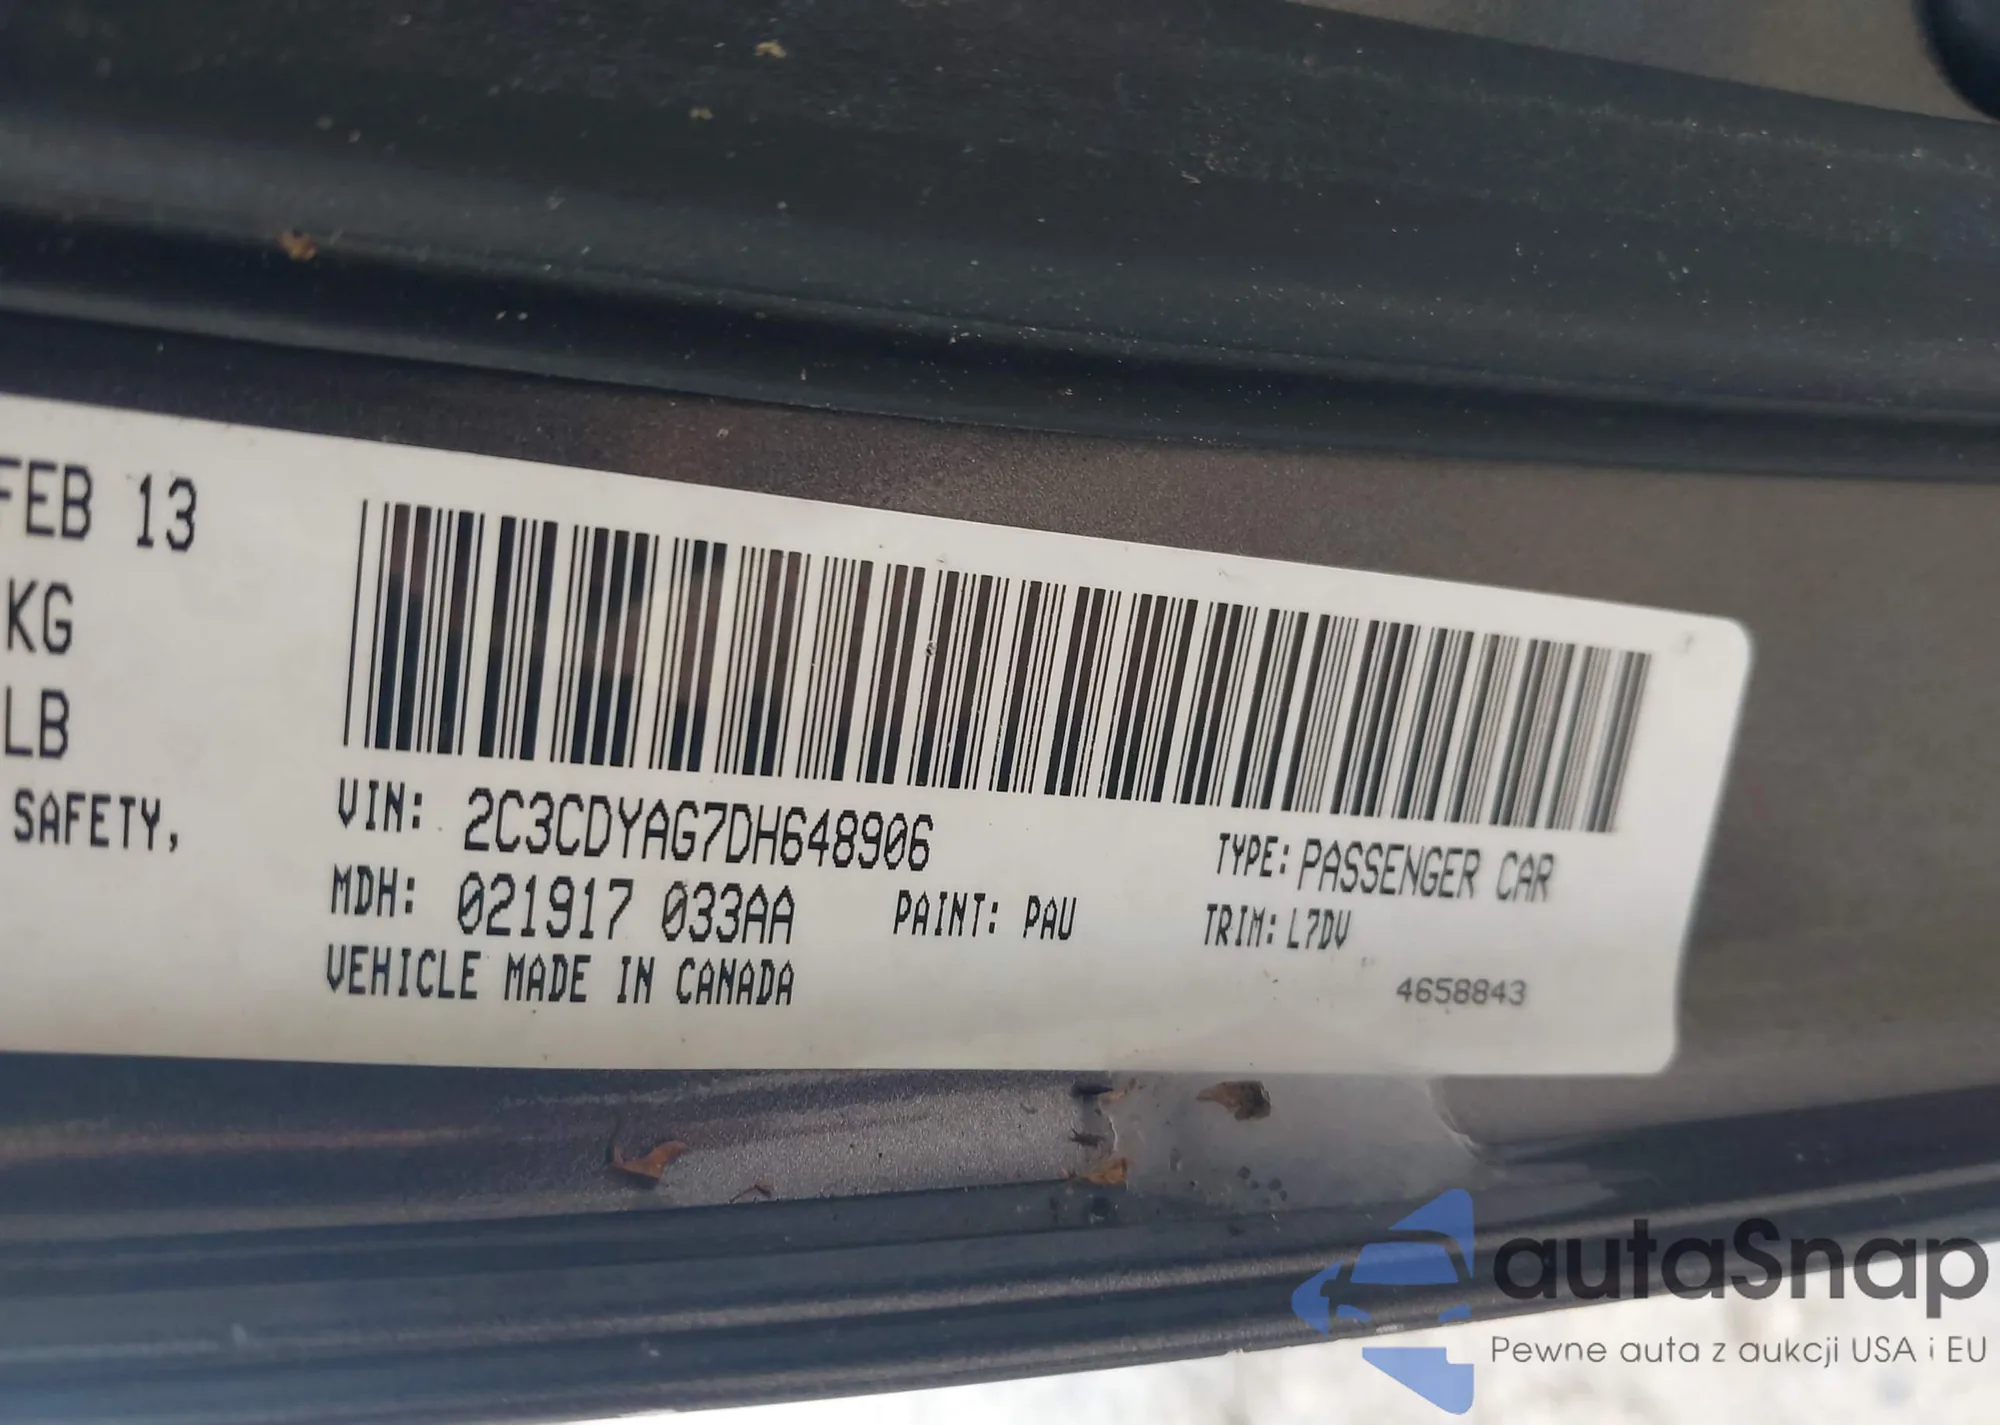 FEB 13
KG
LB
SAFETY,
VIN: 2C3CDYAG7DH648906
TYPE: PASSENGER CAR
MDH: 021917 033AA
PAINT: PAU
TRIM: L7DV
VEHICLE MADE IN CANADA
4658843
autaSnap
Pewne auta z aukcji USA i EU